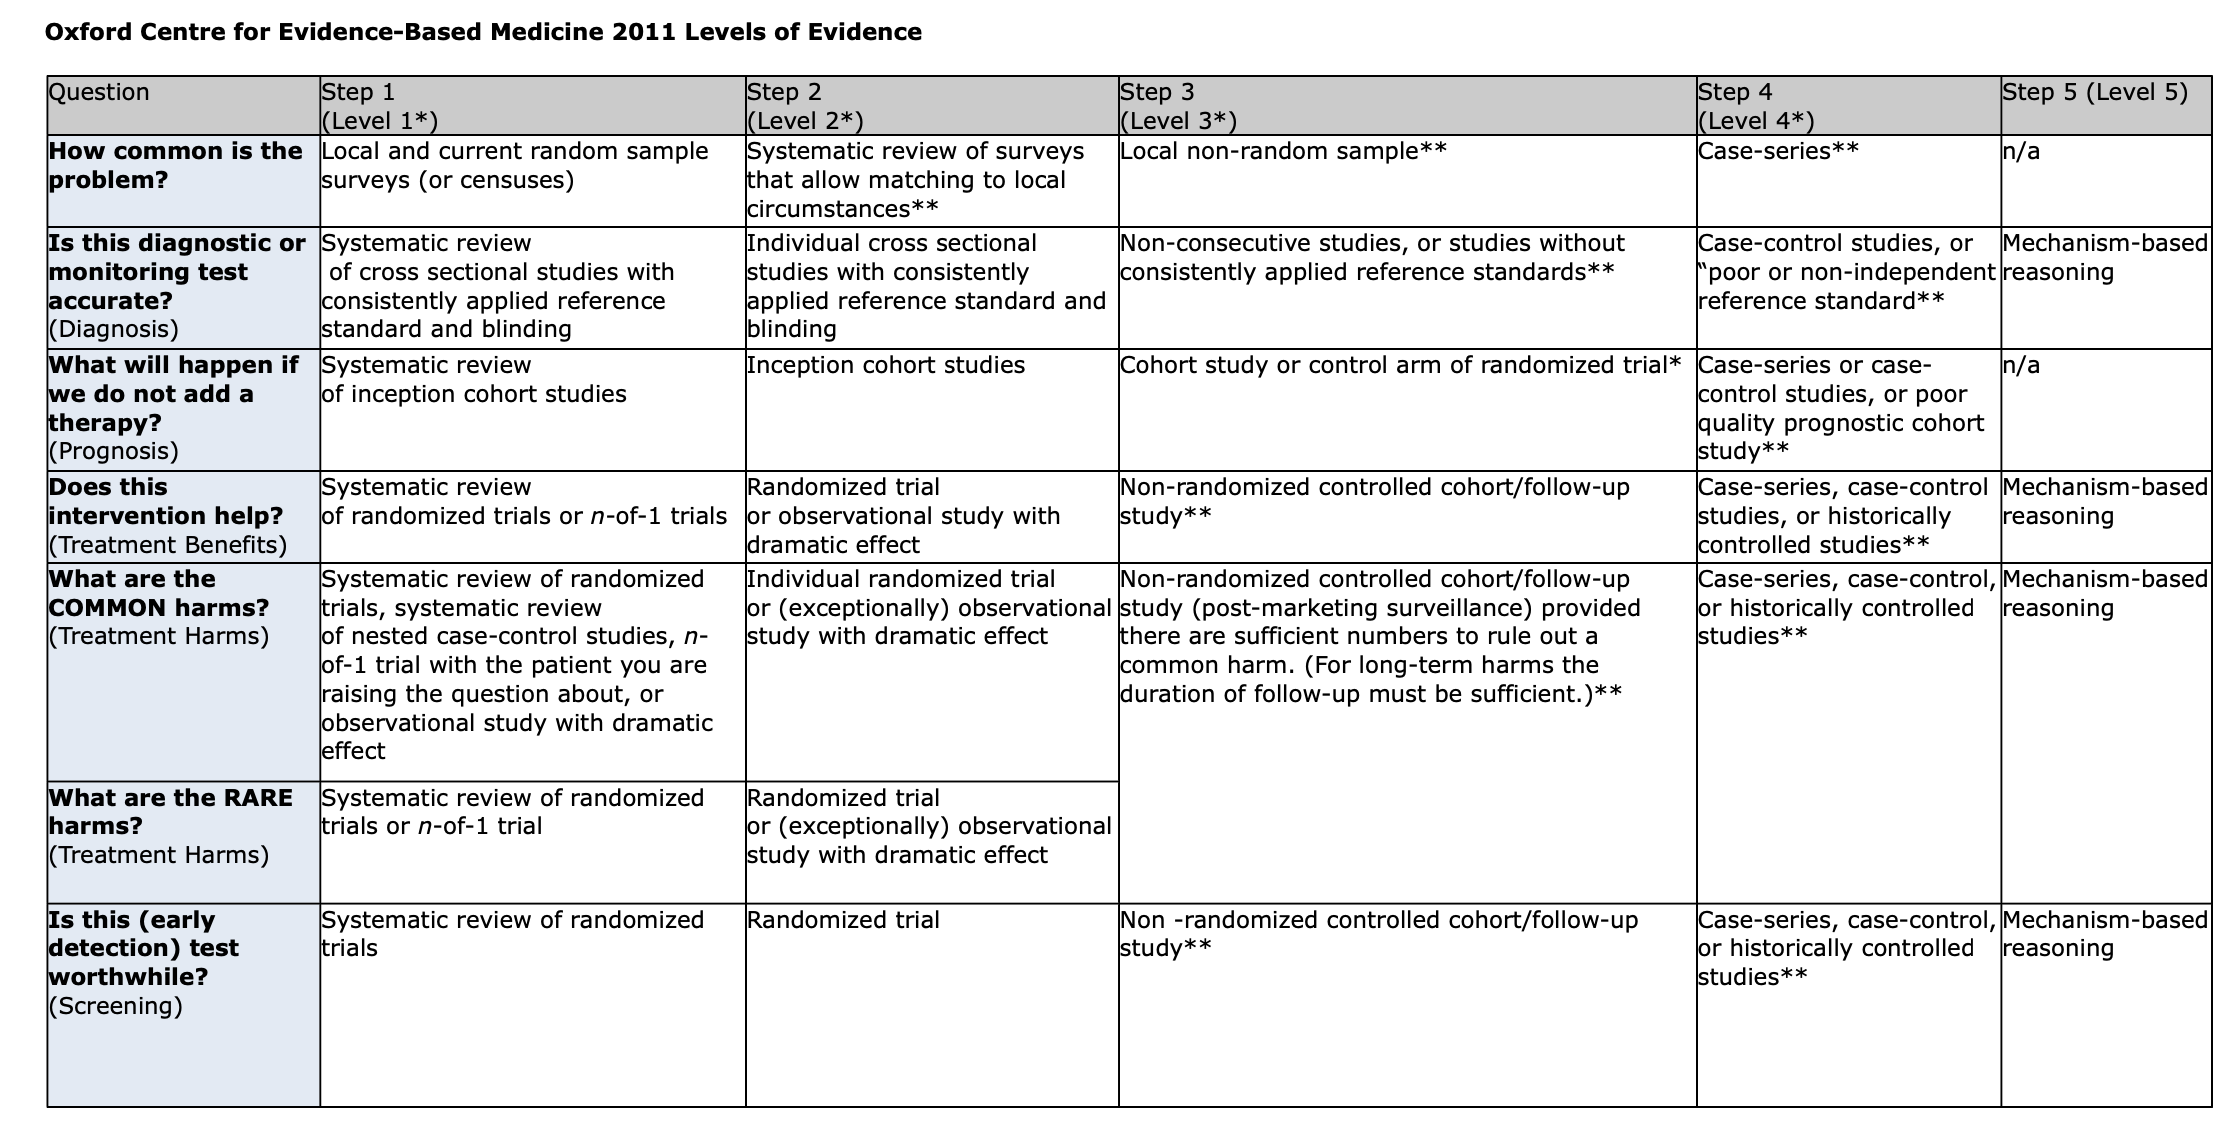 Oxford Centre for Evidence-Based Medicine 2011 Levels of Evidence
Question
Step 1
(Level 1*)
Step 2
(Level 2*)
Step 3
(Level 3*)
Step 4
(Level 4*)
Step 5 (Level 5)
How common is the
problem?
Local and current random sample
surveys (or censuses)
Systematic review of surveys
that allow matching to local
circumstances**
Local non-random sample**
Case-series**
n/a
Is this diagnostic or
monitoring test
accurate?
(Diagnosis)
Systematic review
of cross sectional studies with
consistently applied reference
standard and blinding
Individual cross sectional
studies with consistently
applied reference standard and
blinding
Non-consecutive studies, or studies without
consistently applied reference standards**
Case-control studies, or
“poor or non-independent
reference standard**
Mechanism-based
reasoning
What will happen if
we do not add a
therapy?
(Prognosis)
Systematic review
of inception cohort studies
Inception cohort studies
Cohort study or control arm of randomized trial*
Case-series or case-
control studies, or poor
quality prognostic cohort
study**
n/a
Does this
intervention help?
(Treatment Benefits)
Systematic review
of randomized trials or n-of-1 trials
Randomized trial
or observational study with
dramatic effect
Non-randomized controlled cohort/follow-up
study**
Case-series, case-control
studies, or historically
controlled studies**
Mechanism-based
reasoning
What are the
COMMON harms?
(Treatment Harms)
Systematic review of randomized
trials, systematic review
of nested case-control studies, n-
of-1 trial with the patient you are
raising the question about, or
observational study with dramatic
effect
Individual randomized trial
or (exceptionally) observational
study with dramatic effect
Non-randomized controlled cohort/follow-up
study (post-marketing surveillance) provided
there are sufficient numbers to rule out a
common harm. (For long-term harms the
duration of follow-up must be sufficient.)**
Case-series, case-control,
or historically controlled
studies**
Mechanism-based
reasoning
What are the RARE
harms?
(Treatment Harms)
Systematic review of randomized
trials or n-of-1 trial
Randomized trial
or (exceptionally) observational
study with dramatic effect
Is this (early
detection) test
worthwhile?
(Screening)
Systematic review of randomized
trials
Randomized trial
Non -randomized controlled cohort/follow-up
study**
Case-series, case-control,
or historically controlled
studies**
Mechanism-based
reasoning